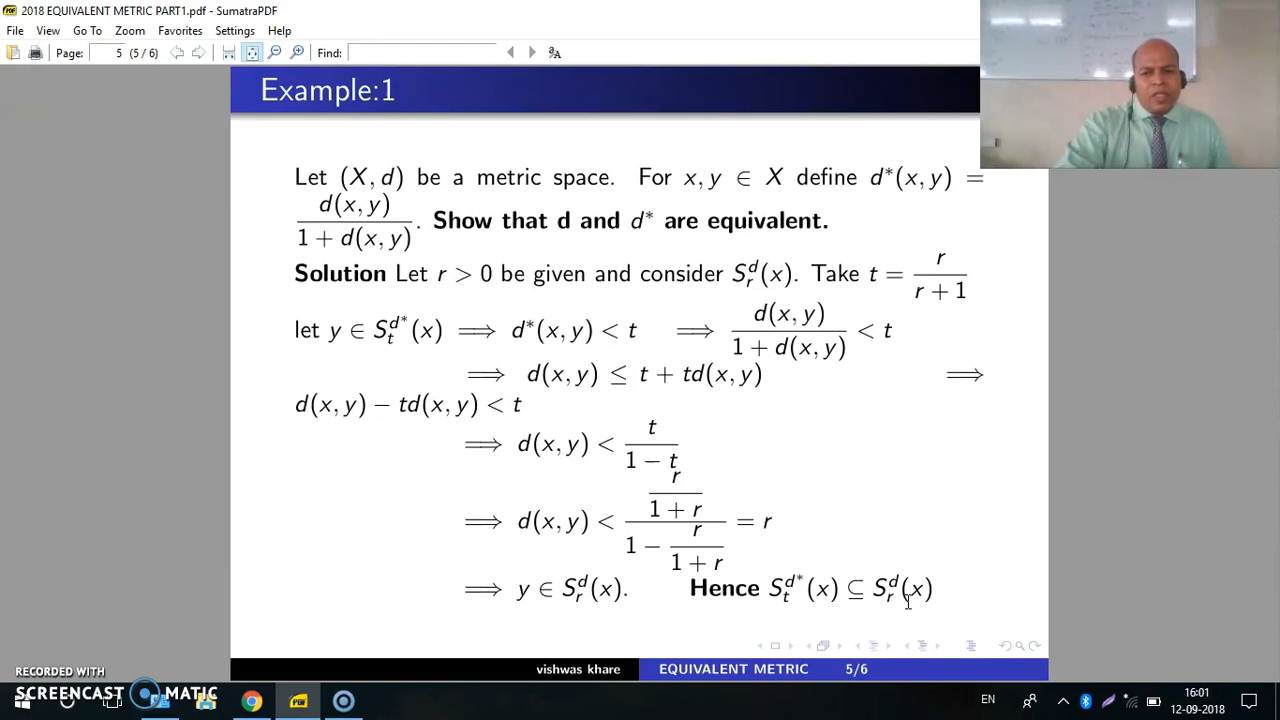 2018 EQUIVALENT METRIC PART1.pdf - SumatraPDF
File View Go To Zoom Favorites Settings Help
Page: 5 (5 / 6) Find:
Example:1
Let (X, d) be a metric space. For x, y ∈ X define d*(x, y) =
d(x, y) / 1 + d(x, y). Show that d and d* are equivalent.
Solution Let r > 0 be given and consider S_r^d(x). Take t = r / r + 1
let y ∈ S_t^{d*}(x) ⟹ d*(x, y) < t ⟹ d(x, y) / 1 + d(x, y) < t
⟹ d(x, y) ≤ t + td(x, y) ⟹
d(x, y) − td(x, y) < t
⟹ d(x, y) < t / 1 − t
⟹ d(x, y) < (r / 1 + r) / (1 − r / 1 + r) = r
⟹ y ∈ S_r^d(x). Hence S_t^{d*}(x) ⊆ S_r^d(x)
vishwas khare EQUIVALENT METRIC 5/6
RECORDED WITH
SCREENCAST MATIC
EN
16:01
12-09-2018